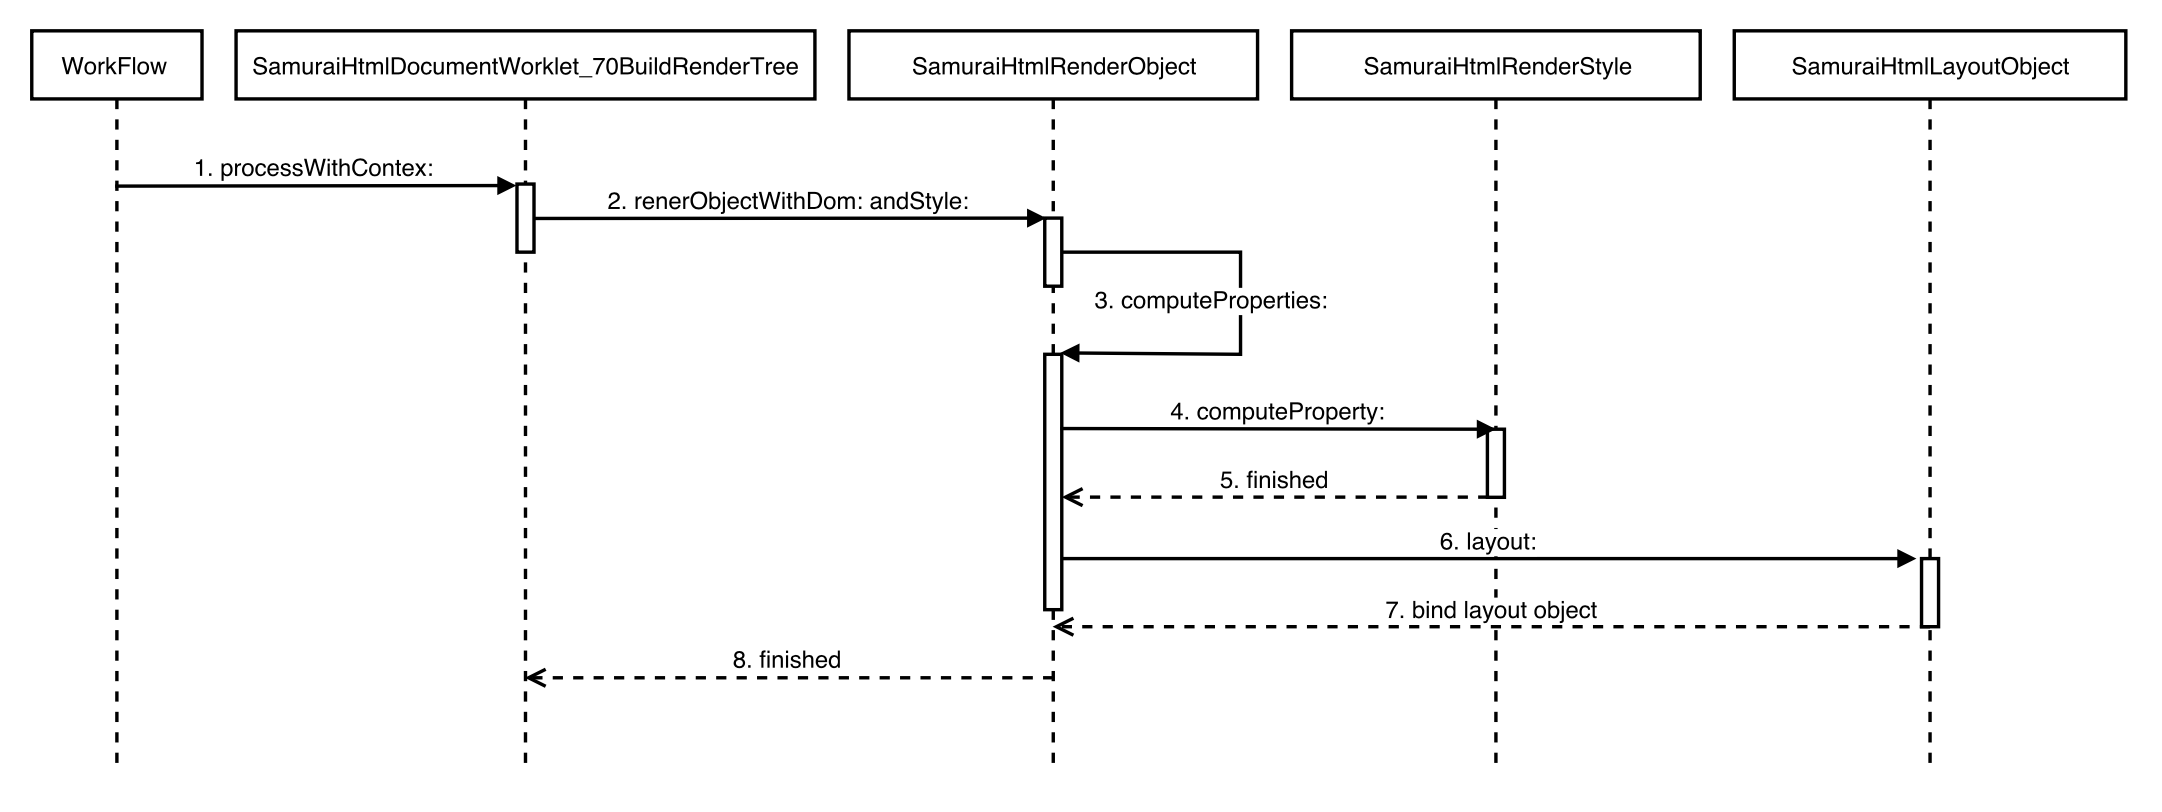 WorkFlow
SamuraiHtmlDocumentWorklet_70BuildRenderTree
SamuraiHtmlRenderObject
SamuraiHtmlRenderStyle
SamuraiHtmlLayoutObject
1. processWithContex:
2. renerObjectWithDom: andStyle:
3. computeProperties:
4. computeProperty:
5. finished
6. layout:
7. bind layout object
8. finished